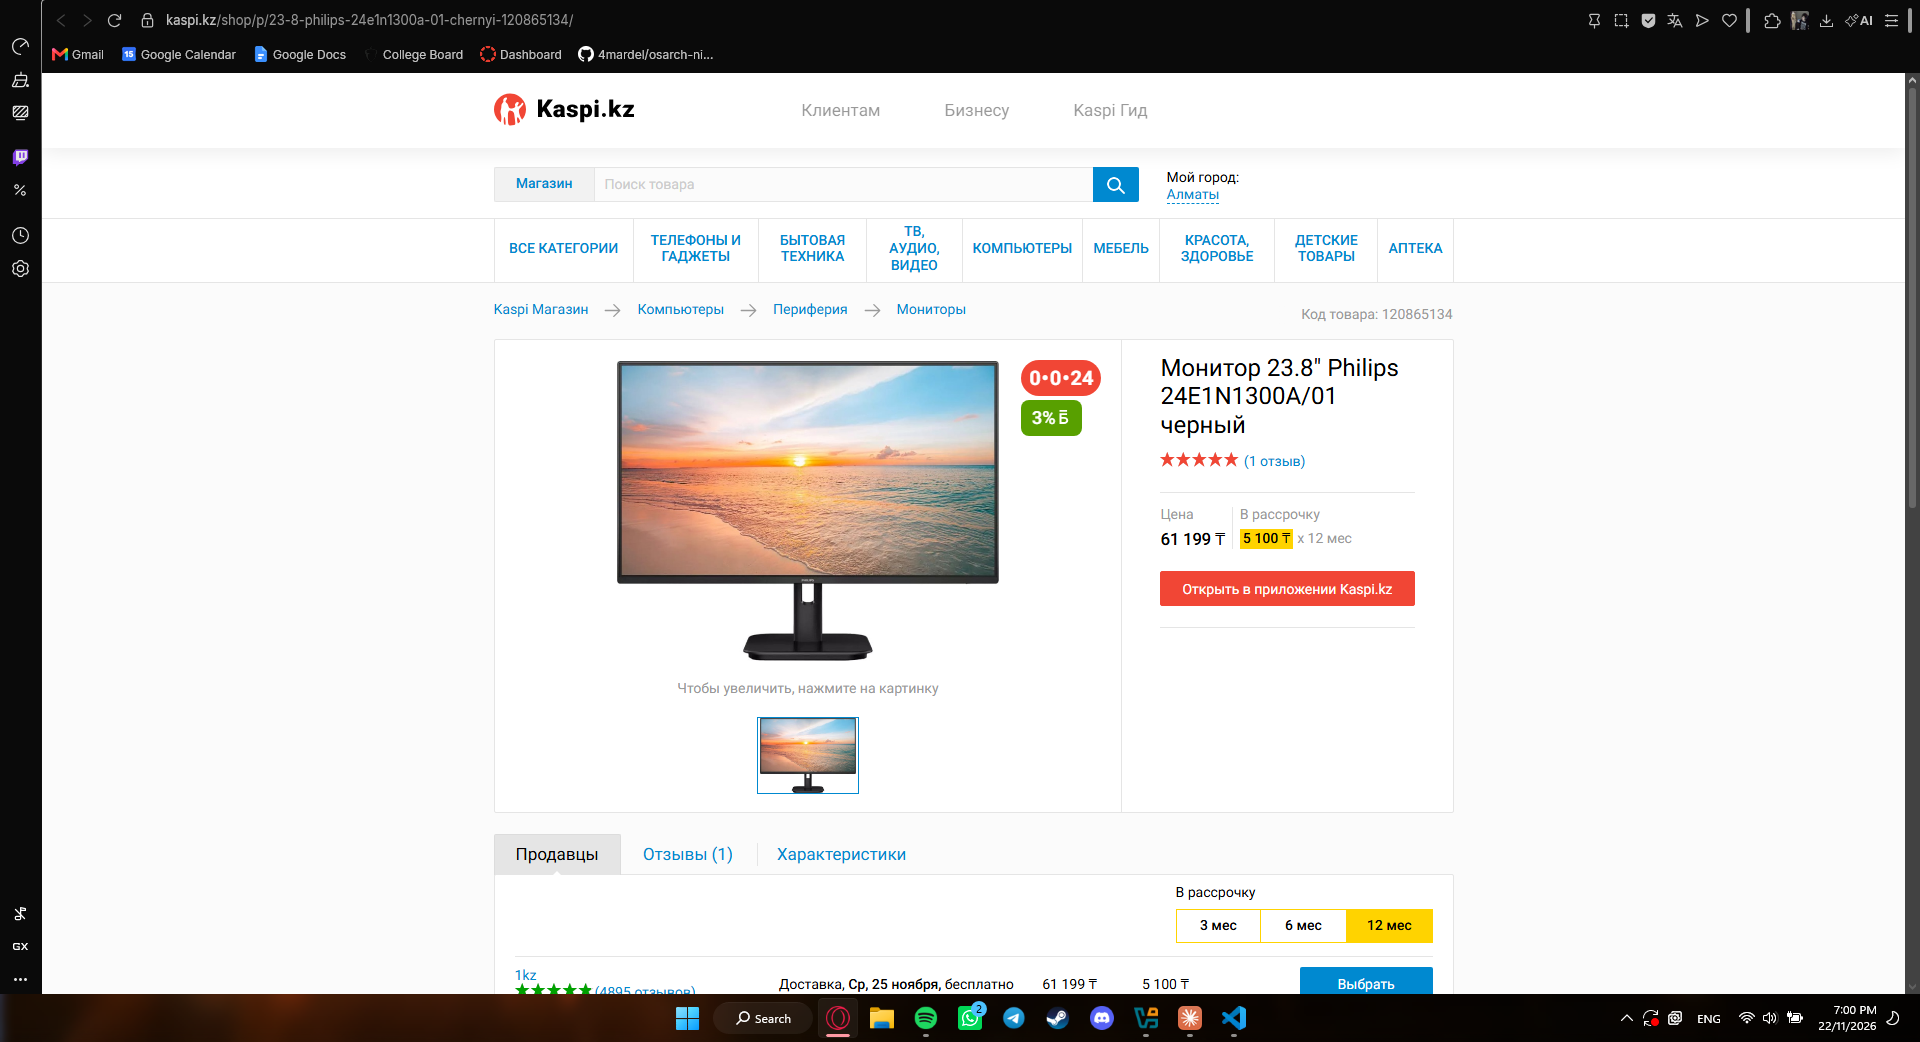 kaspi.kz/shop/p/23-8-philips-24e1n1300a-01-chernyi-120865134/
AI
Gmail
15 Google Calendar
Google Docs
College Board
Dashboard
4mardel/osarch-ni...
Kaspi.kz
Клиентам
Бизнесу
Kaspi Гид
Магазин
Поиск товара
Мой город:
Алматы
ВСЕ КАТЕГОРИИ
ТЕЛЕФОНЫ И
ГАДЖЕТЫ
БЫТОВАЯ
ТЕХНИКА
ТВ,
АУДИО,
ВИДЕО
КОМПЬЮТЕРЫ
МЕБЕЛЬ
КРАСОТА,
ЗДОРОВЬЕ
ДЕТСКИЕ
ТОВАРЫ
АПТЕКА
Kaspi Магазин
Компьютеры
Периферия
Мониторы
Код товара: 120865134
0•0•24
3% Б
Монитор 23.8" Philips
24E1N1300A/01
черный
(1 отзыв)
Цена
В рассрочку
61 199 ₸
5 100 ₸ x 12 мес
Открыть в приложении Kaspi.kz
Чтобы увеличить, нажмите на картинку
Продавцы
Отзывы (1)
Характеристики
В рассрочку
3 мес
6 мес
12 мес
1kz
(4895 отзывов)
Доставка, Ср, 25 ноября, бесплатно
61 199 ₸
5 100 ₸
Выбрать
GX
Search
2
ENG
7:00 PM
22/11/2026